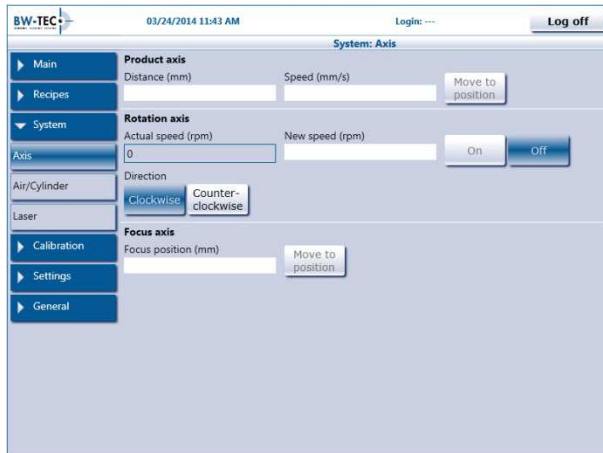 BW-TEC
03/24/2014 11:43 AM
Login: ---
Log off
System: Axis
Main
Recipes
System
Axis
Air/Cylinder
Laser
Calibration
Settings
General
Product axis
Distance (mm)
Speed (mm/s)
Move to
position
Rotation axis
Actual speed (rpm)
New speed (rpm)
0
On
Off
Direction
Clockwise
Counter-
clockwise
Focus axis
Focus position (mm)
Move to
position